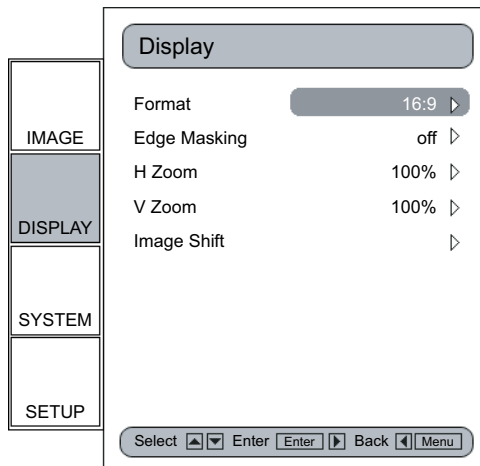 Display
Format 16:9
Edge Masking off
H Zoom 100%
V Zoom 100%
Image Shift
IMAGE
DISPLAY
SYSTEM
SETUP
Select Enter Enter Back Menu